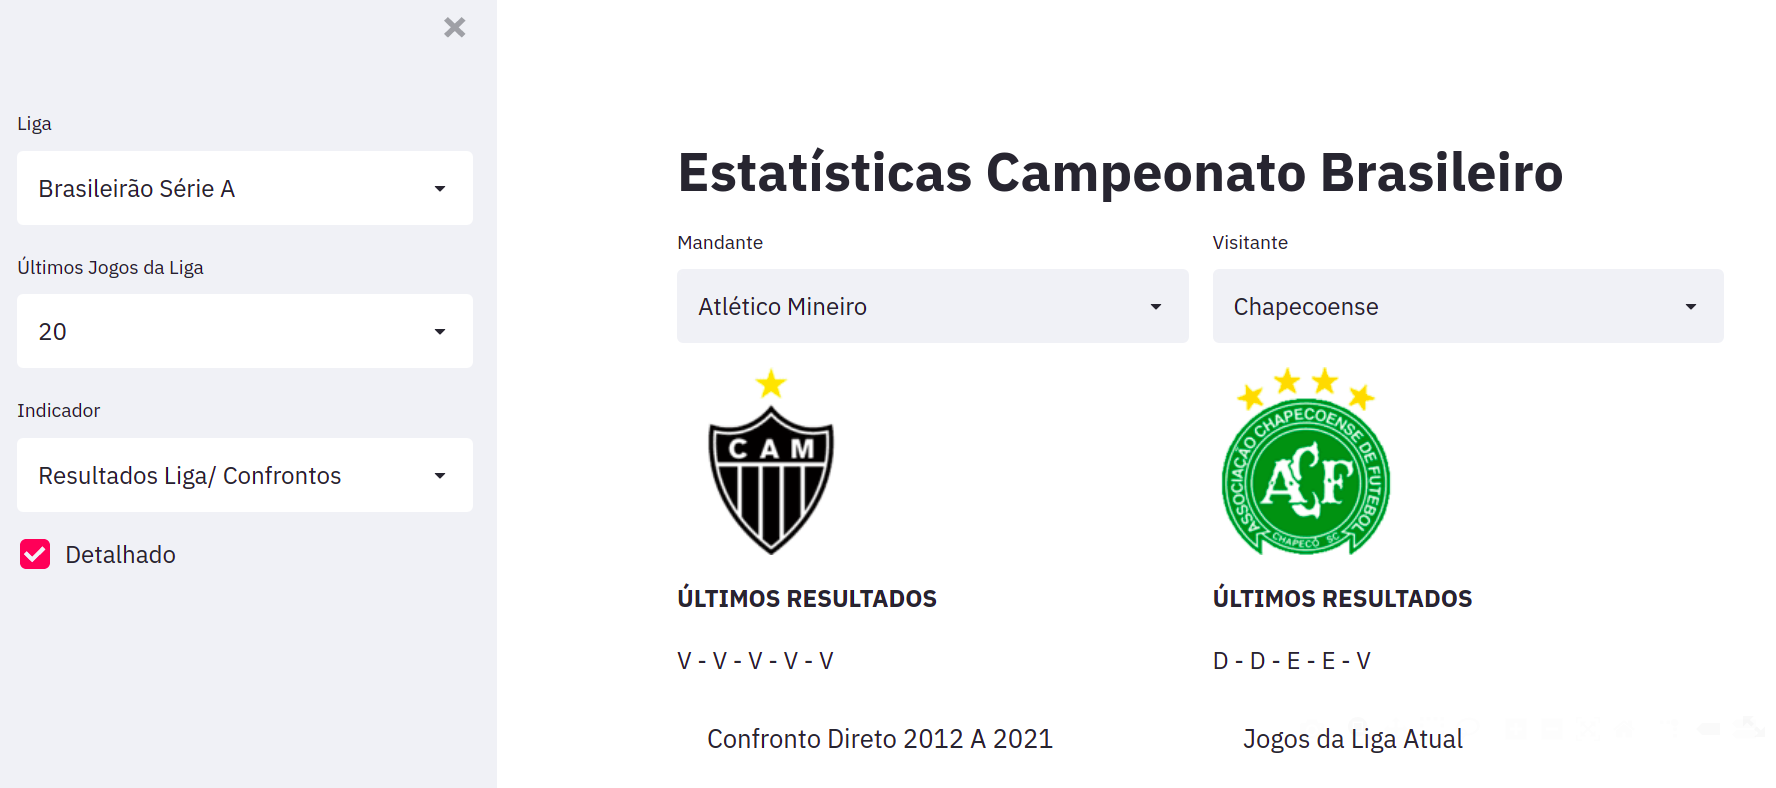 Liga
Brasileirão Série A
Últimos Jogos da Liga
20
Indicador
Resultados Liga/ Confrontos
Detalhado
Estatísticas Campeonato Brasileiro
Mandante
Visitante
Atlético Mineiro
Chapecoense
CAM
ASSOCIAÇÃO CHAPECOENSE DE FUTEBOL
ACF
CHAPECÓ SC
ÚLTIMOS RESULTADOS
ÚLTIMOS RESULTADOS
V - V - V - V - V
D - D - E - E - V
Confronto Direto 2012 A 2021
Jogos da Liga Atual